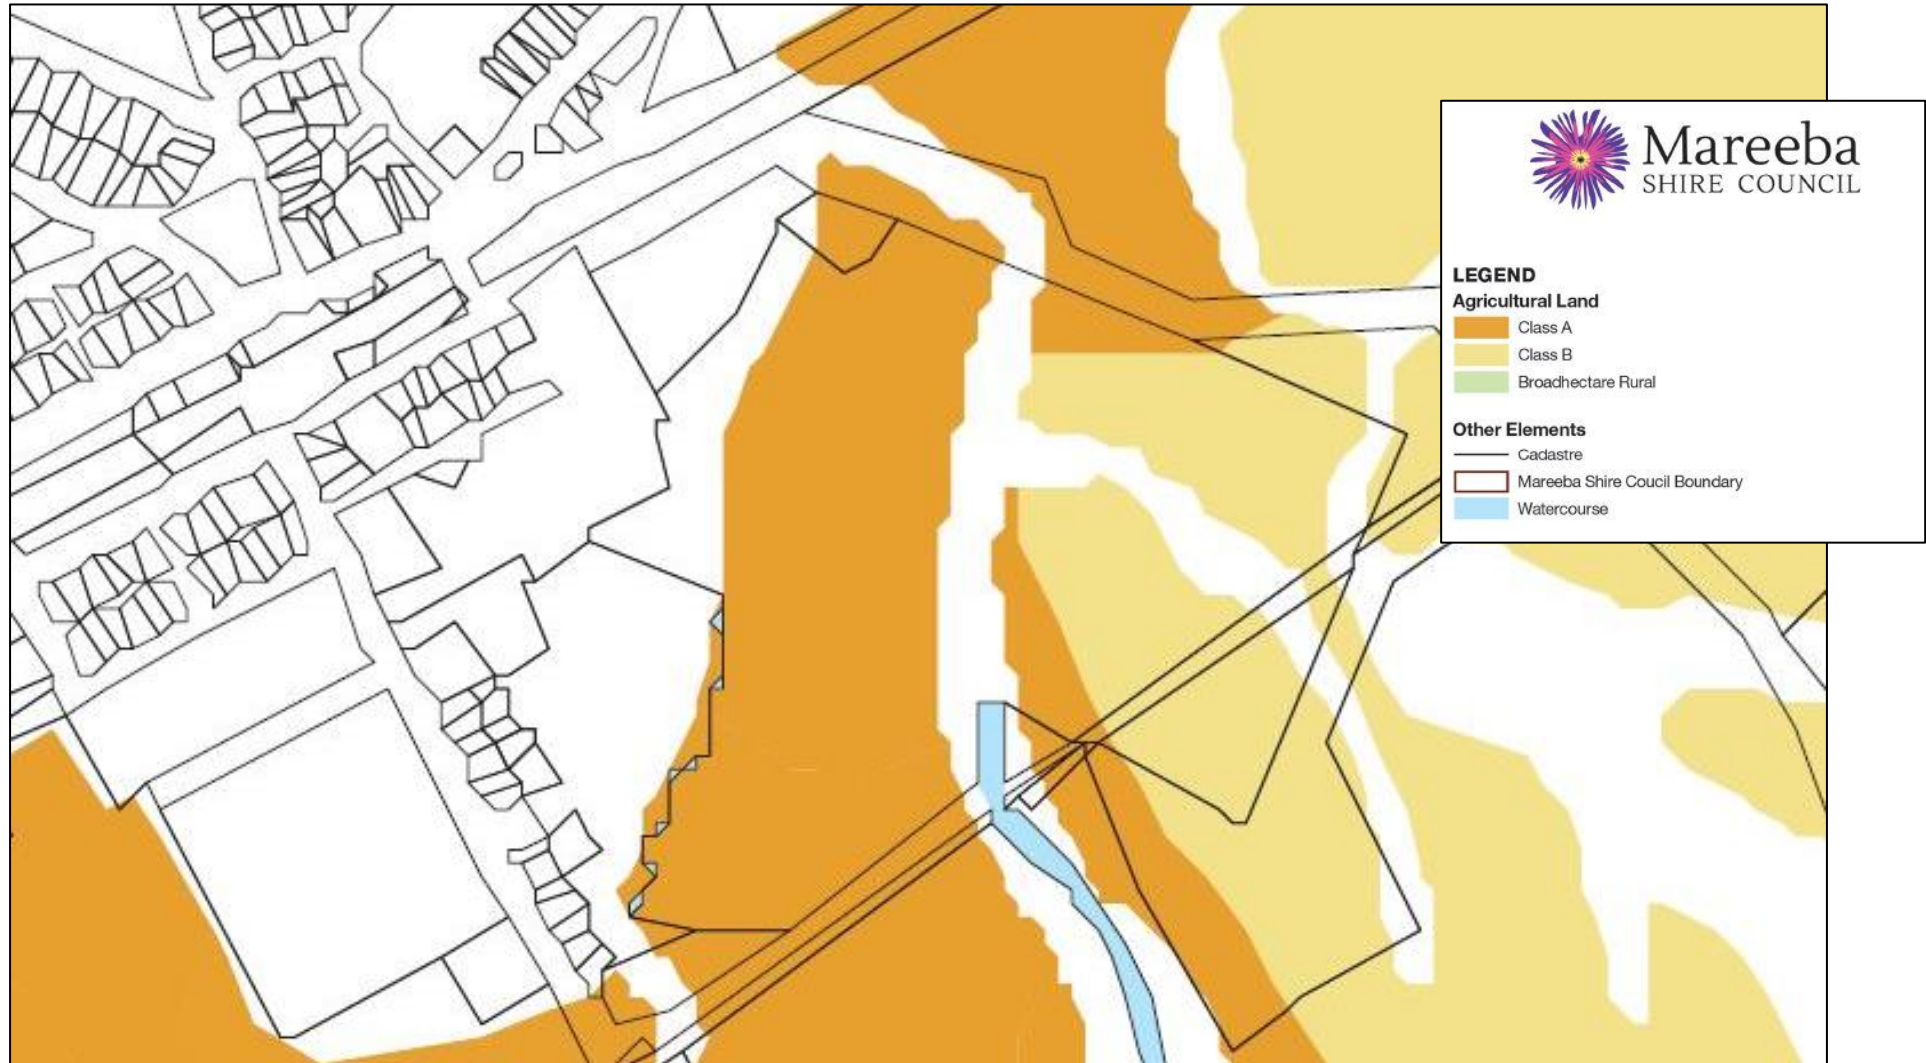 Mareeba
SHIRE COUNCIL
LEGEND
Agricultural Land
Class A
Class B
Broadhectare Rural
Other Elements
Cadastre
Mareeba Shire Coucil Boundary
Watercourse